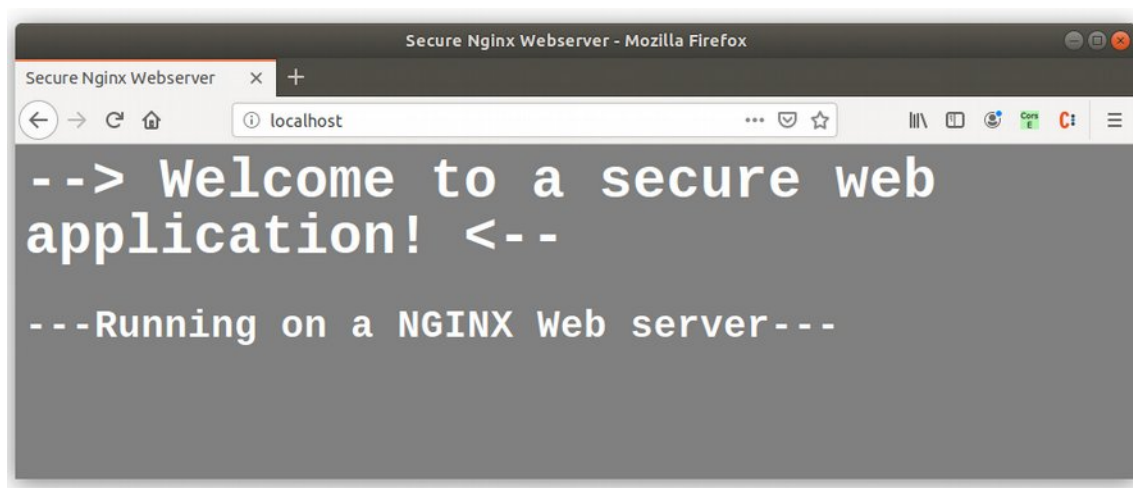 Secure Nginx Webserver - Mozilla Firefox
Secure Nginx Webserver
localhost
Cors
E
C:
--> Welcome to a secure web
application! <--
---Running on a NGINX Web server---